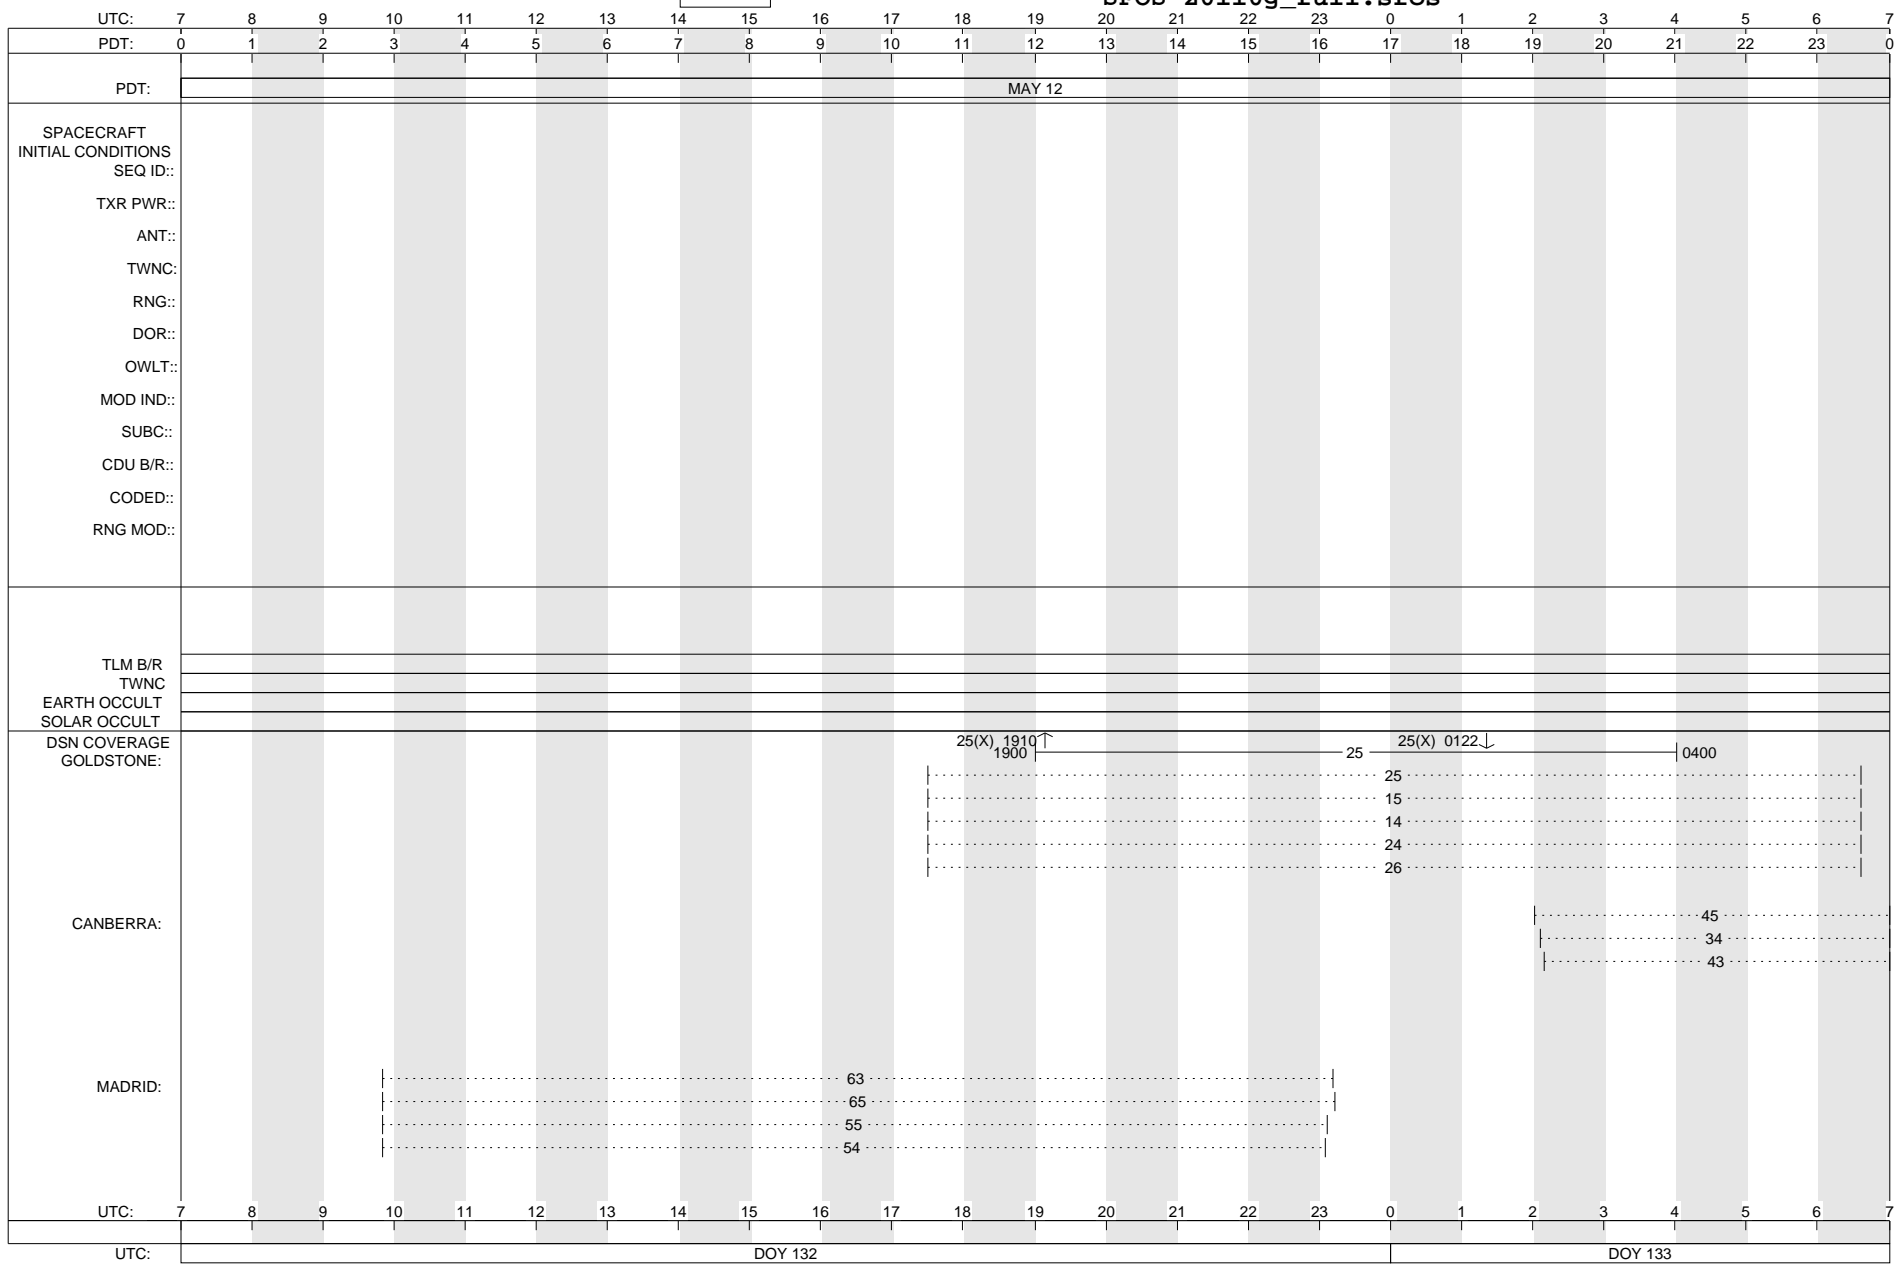 UTC: 7 8 9 10 11 12 13 14 15 16 17 18 19 20 21 22 23 0 1 2 3 4 5 6 7
PDT: 0 1 2 3 4 5 6 7 8 9 10 11 12 13 14 15 16 17 18 19 20 21 22 23 0
PDT: MAY 12
SPACECRAFT
INITIAL CONDITIONS
SEQ ID::
TXR PWR::
ANT::
TWNC:
RNG::
DOR::
OWLT::
MOD IND::
SUBC::
CDU B/R::
CODED::
RNG MOD::
TLM B/R
TWNC
EARTH OCCULT
SOLAR OCCULT
DSN COVERAGE 25(X) 1910 25(X) 0122
GOLDSTONE: 1900 25 0400
25
15
14
24
26
CANBERRA: 45
34
43
MADRID: 63
65
55
54
UTC: 7 8 9 10 11 12 13 14 15 16 17 18 19 20 21 22 23 0 1 2 3 4 5 6 7
UTC: DOY 132 DOY 133